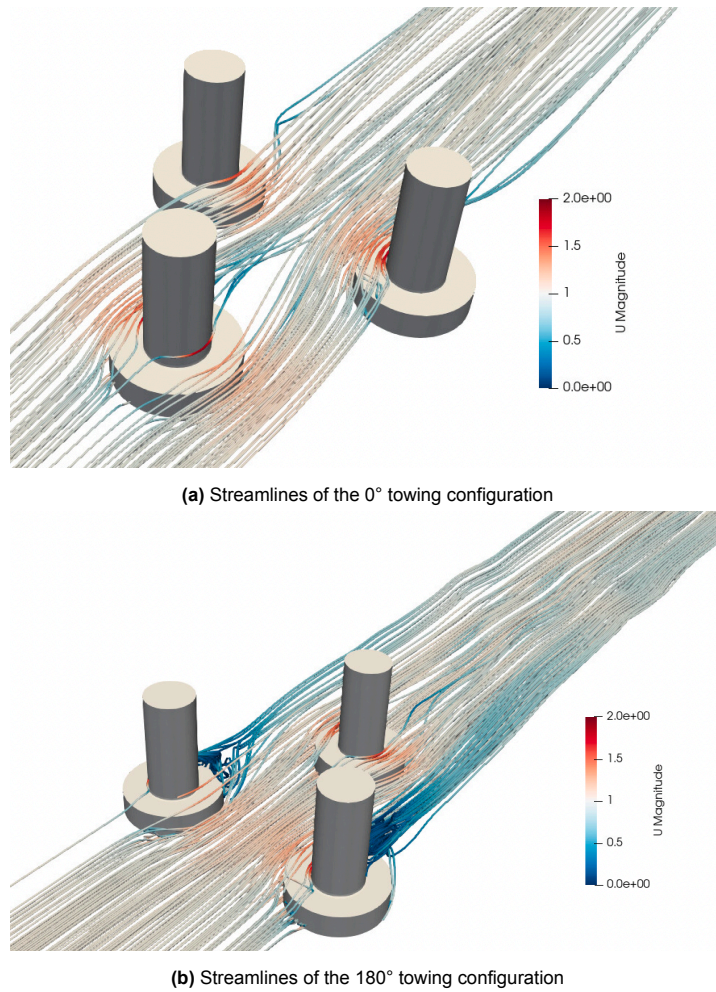 2.0e+00
1.5
1
0.5
0.0e+00
U Magnitude
(a) Streamlines of the 0° towing configuration
2.0e+00
1.5
1
0.5
0.0e+00
U Magnitude
(b) Streamlines of the 180° towing configuration